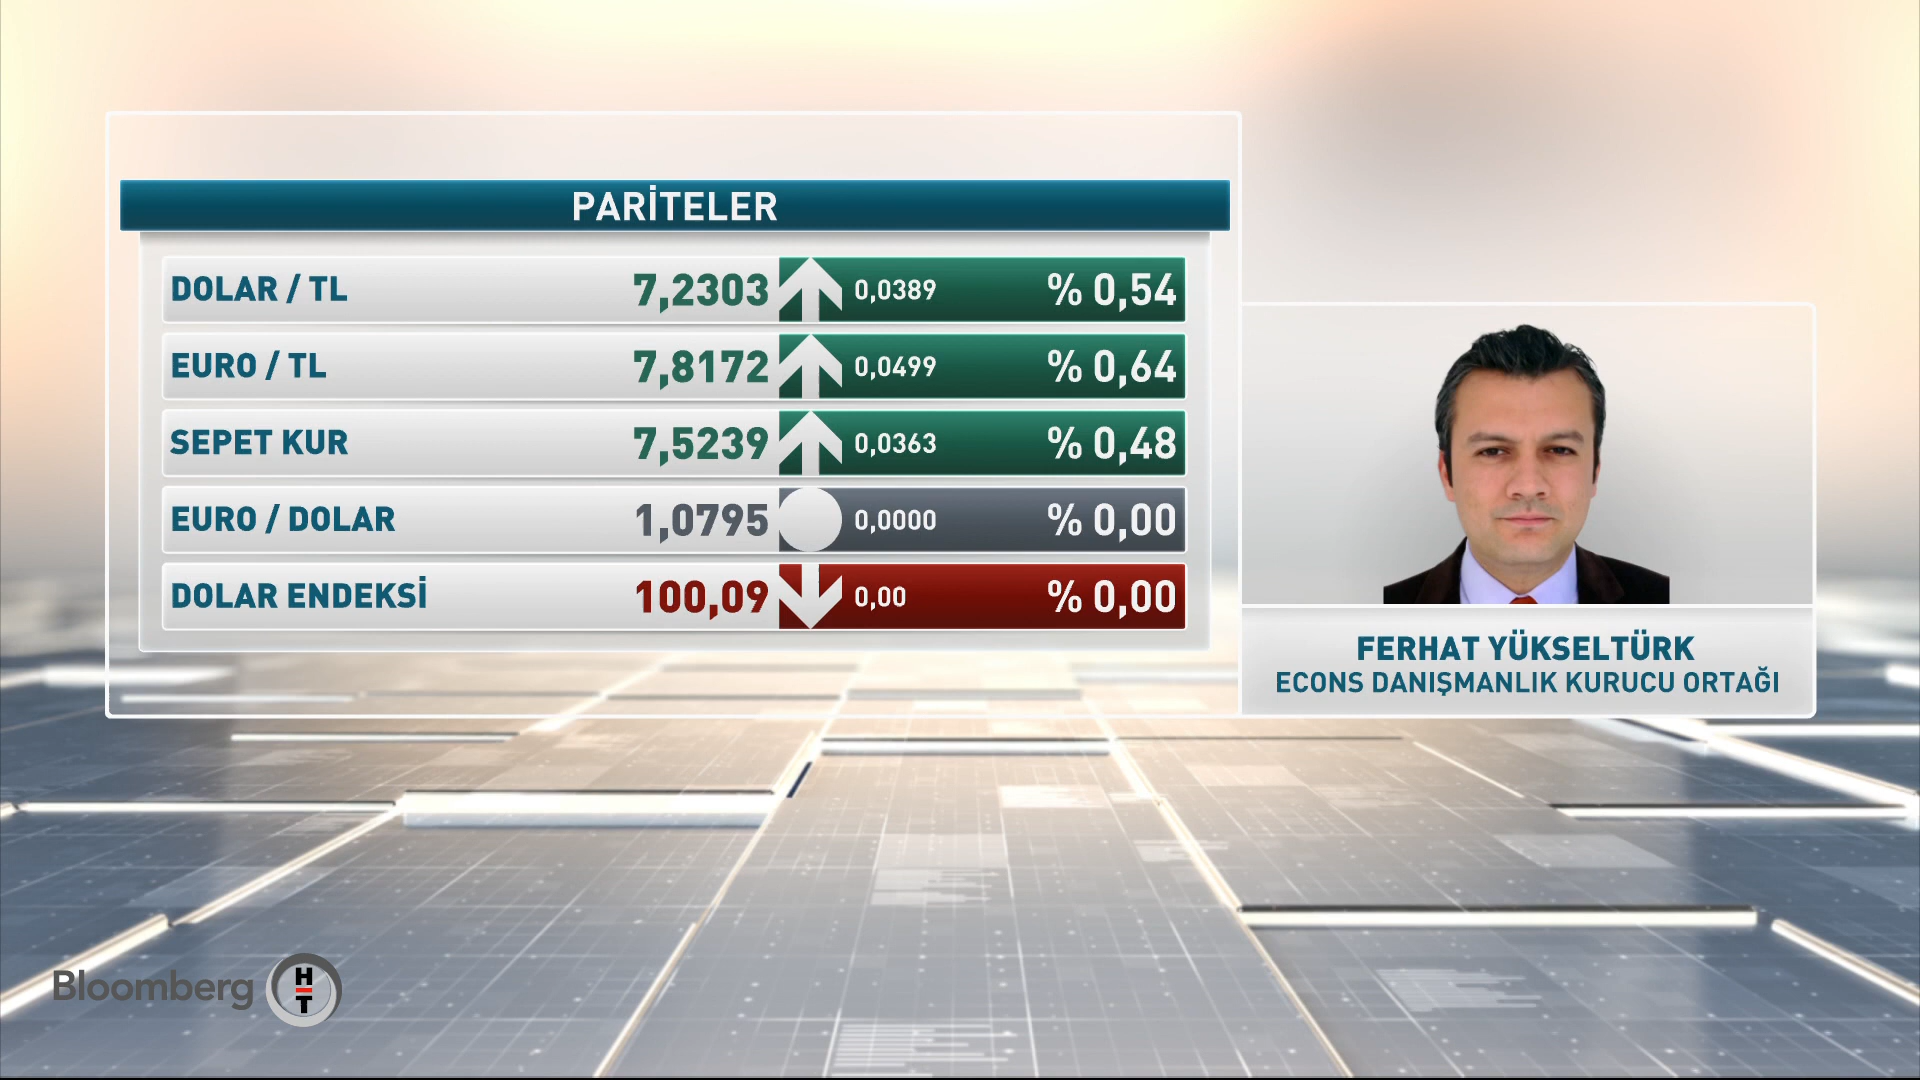 PARİTELER
DOLAR / TL 7,2303 0,0389 % 0,54
EURO / TL 7,8172 0,0499 % 0,64
SEPET KUR 7,5239 0,0363 % 0,48
EURO / DOLAR 1,0795 0,0000 % 0,00
DOLAR ENDEKSİ 100,09 0,00 % 0,00
FERHAT YÜKSELTÜRK
ECONS DANIŞMANLIK KURUCU ORTAĞI
Bloomberg HT